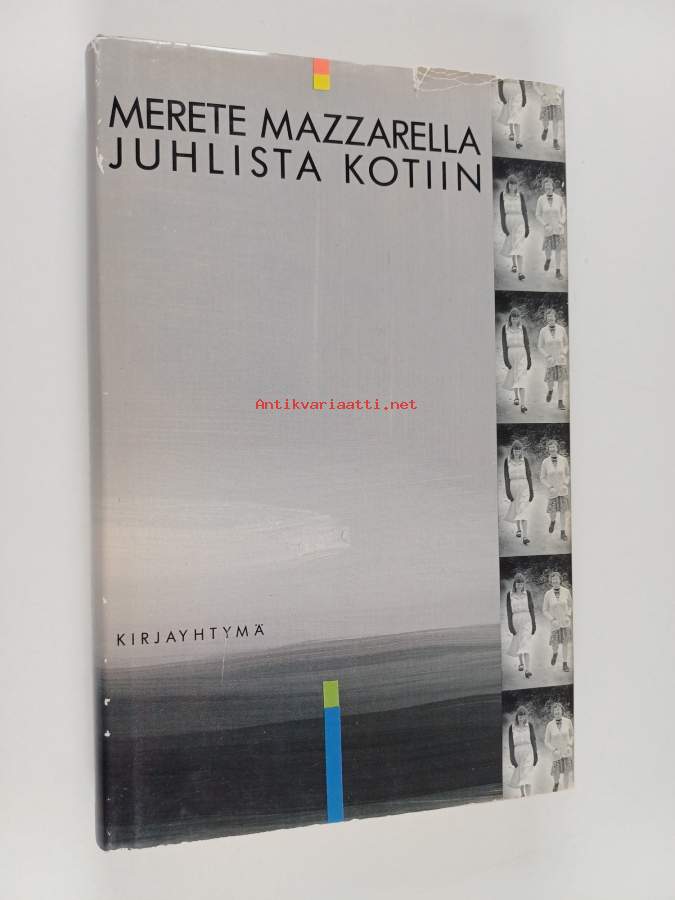 MERETE MAZZARELLA
JUHLISTA KOTIIN
Antikvariaatti.net
KIRJAYHTYMÄ